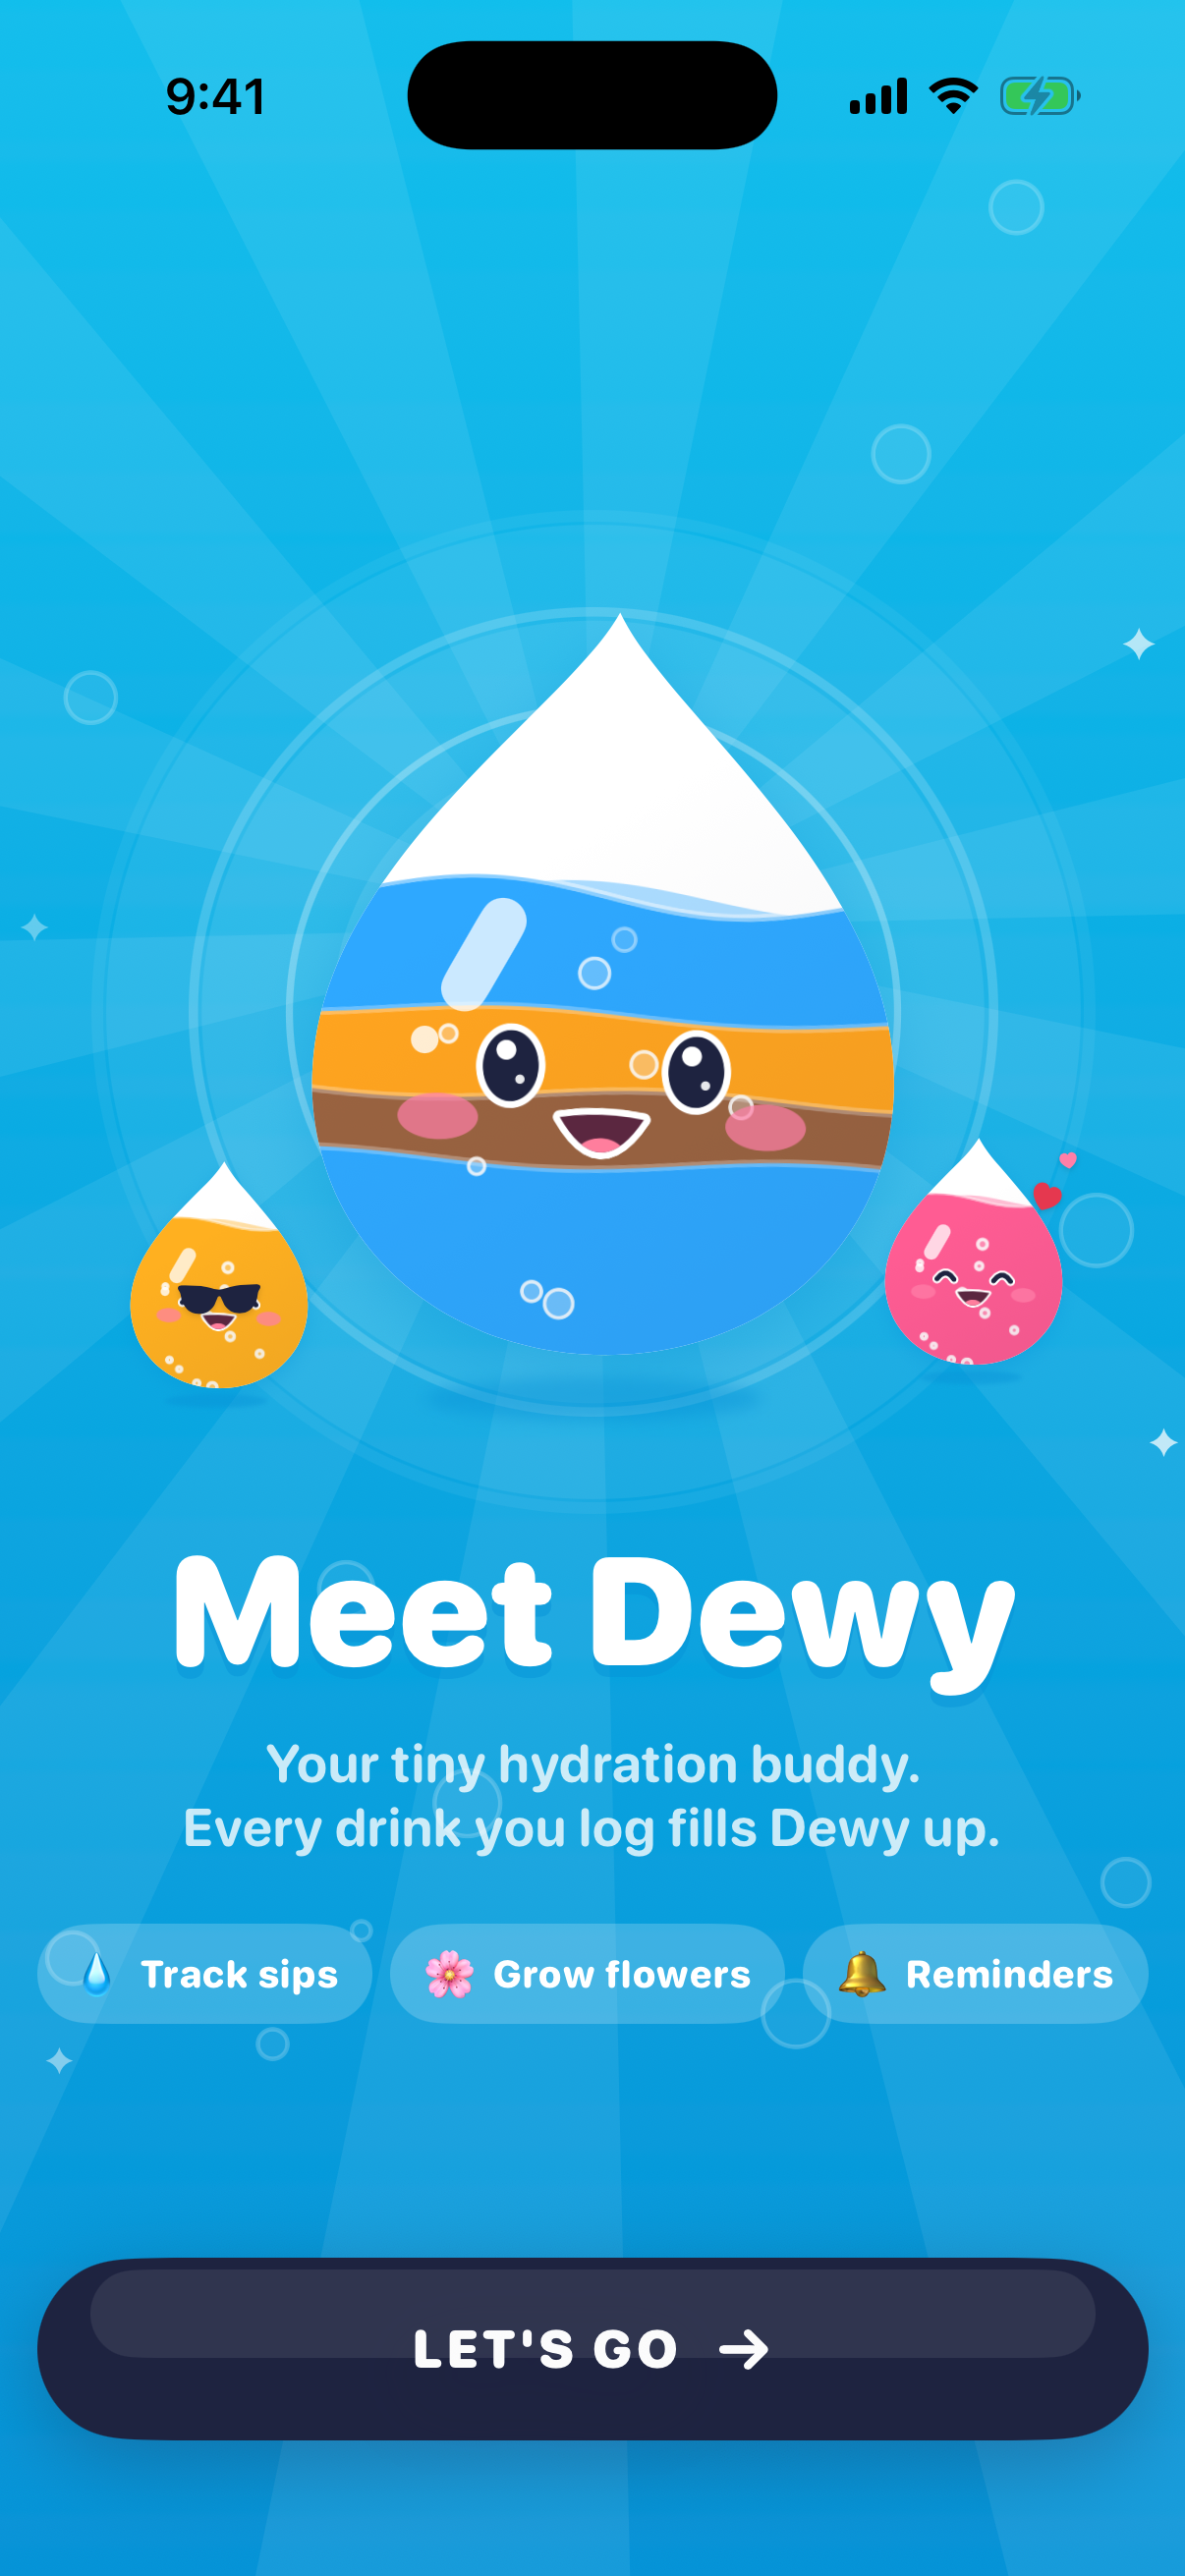 9:41
Meet Dewy
Your tiny hydration buddy.
Every drink you log fills Dewy up.
Track sips
Grow flowers
Reminders
LET'S GO →